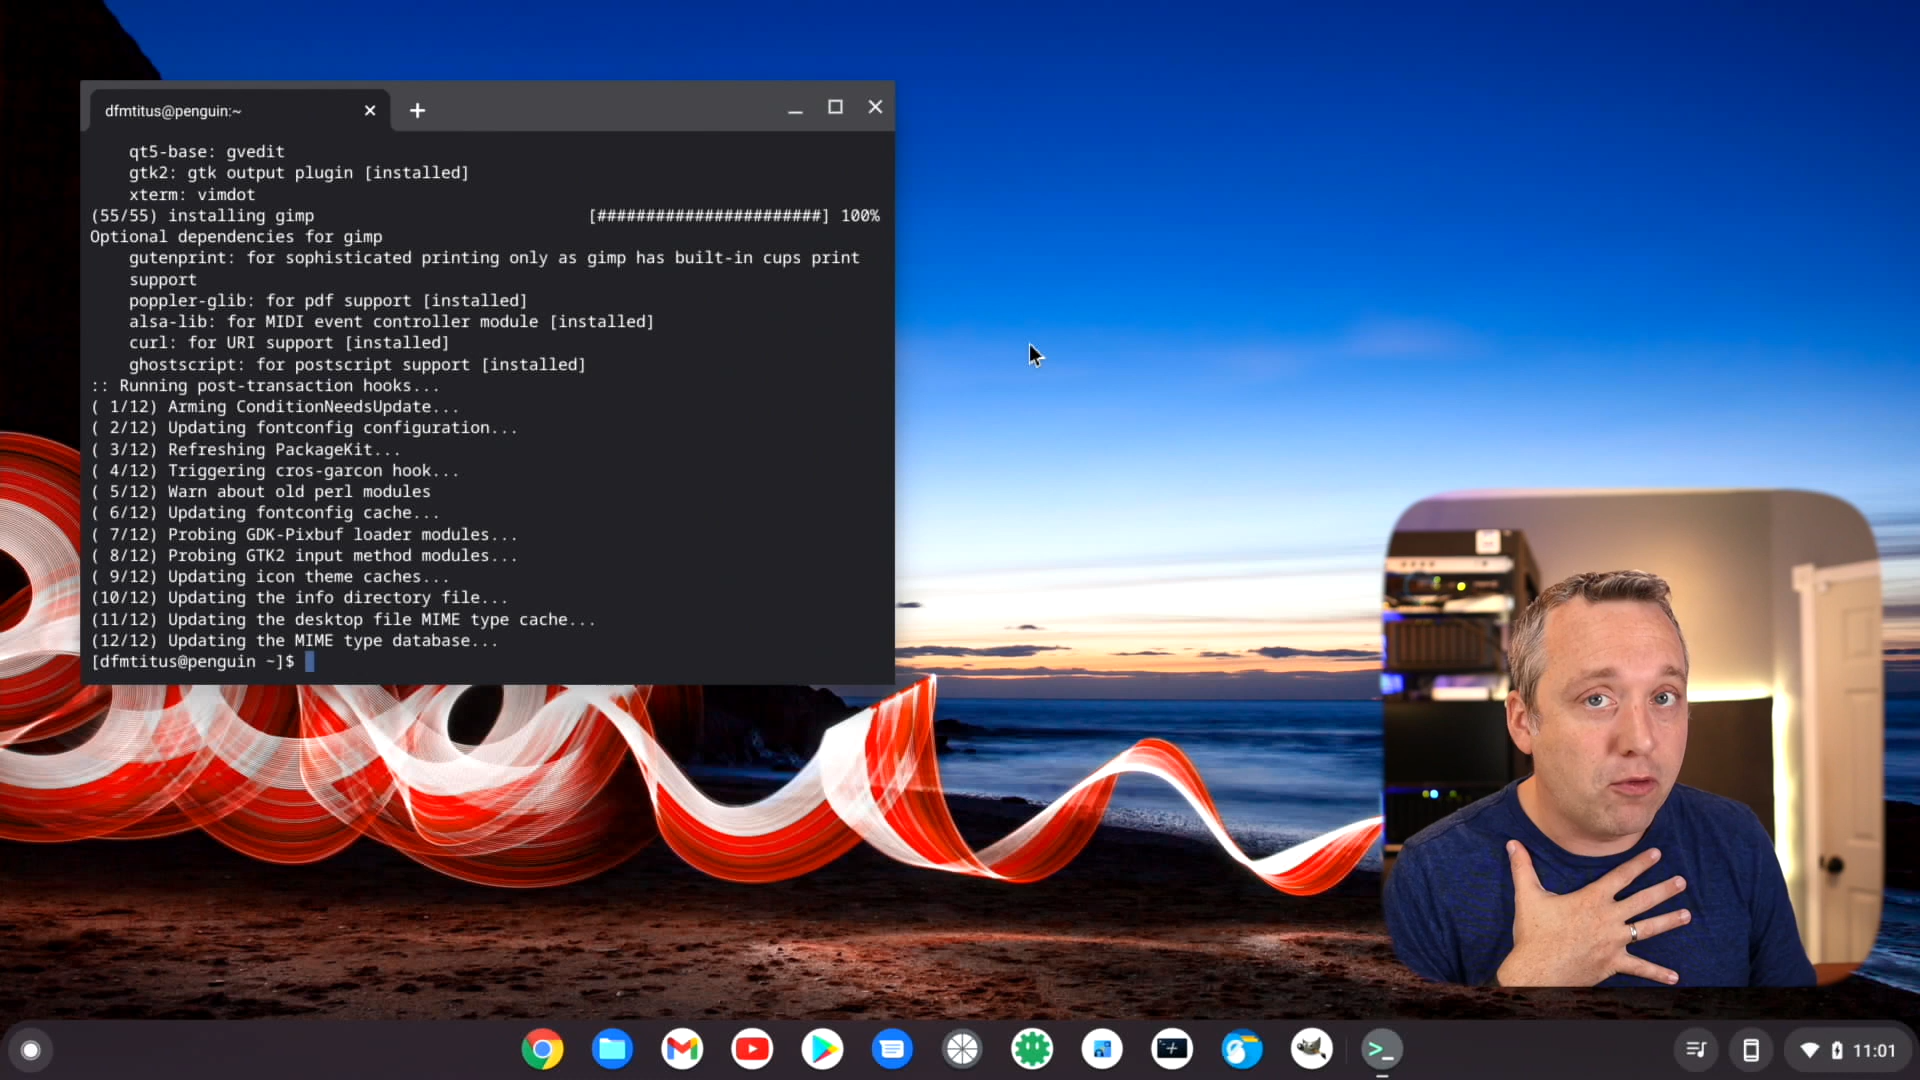 dfmtitus@penguin:~
qt5-base: gvedit
gtk2: gtk output plugin [installed]
xterm: vimdot
(55/55) installing gimp [#######################] 100%
Optional dependencies for gimp
gutenprint: for sophisticated printing only as gimp has built-in cups print
support
poppler-glib: for pdf support [installed]
alsa-lib: for MIDI event controller module [installed]
curl: for URI support [installed]
ghostscript: for postscript support [installed]
:: Running post-transaction hooks...
( 1/12) Arming ConditionNeedsUpdate...
( 2/12) Updating fontconfig configuration...
( 3/12) Refreshing PackageKit...
( 4/12) Triggering cros-garcon hook...
( 5/12) Warn about old perl modules
( 6/12) Updating fontconfig cache...
( 7/12) Probing GDK-Pixbuf loader modules...
( 8/12) Probing GTK2 input method modules...
( 9/12) Updating icon theme caches...
(10/12) Updating the info directory file...
(11/12) Updating the desktop file MIME type cache...
(12/12) Updating the MIME type database...
[dfmtitus@penguin ~]$
11:01